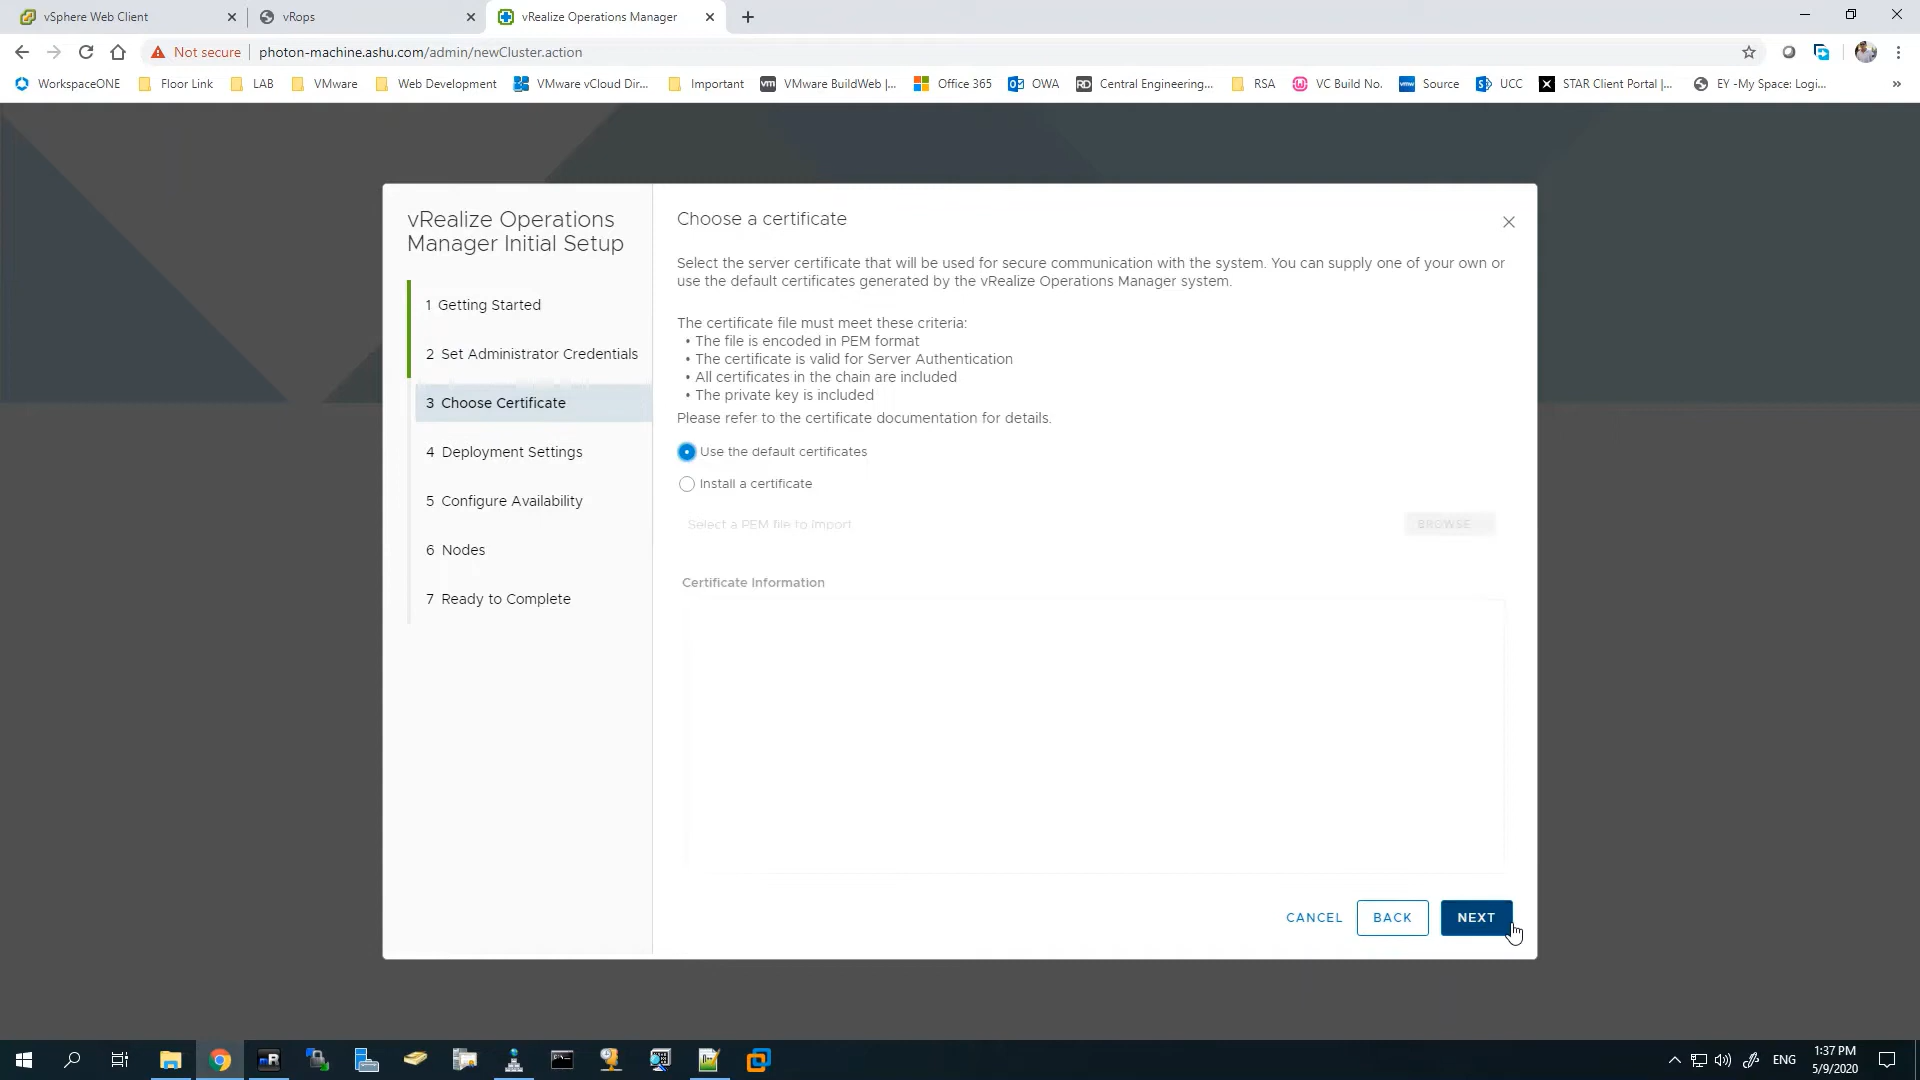 vSphere Web Client
vRops
vRealize Operations Manager
Not secure
photon-machine.ashu.com/admin/newCluster.action
WorkspaceONE
Floor Link
LAB
VMware
Web Development
VMware vCloud Dir...
Important
vm
VMware BuildWeb |...
Office 365
OWA
RD
Central Engineering...
RSA
VC Build No.
vmw
Source
UCC
STAR Client Portal |...
EY -My Space: Logi...
»
vRealize Operations
Manager Initial Setup
1 Getting Started
2 Set Administrator Credentials
3 Choose Certificate
4 Deployment Settings
5 Configure Availability
6 Nodes
7 Ready to Complete
Choose a certificate
Select the server certificate that will be used for secure communication with the system. You can supply one of your own or
use the default certificates generated by the vRealize Operations Manager system.
The certificate file must meet these criteria:
• The file is encoded in PEM format
• The certificate is valid for Server Authentication
• All certificates in the chain are included
• The private key is included
Please refer to the certificate documentation for details.
Use the default certificates
Install a certificate
Select a PEM file to import
BROWSE
Certificate Information
CANCEL
BACK
NEXT
ENG
1:37 PM
5/9/2020